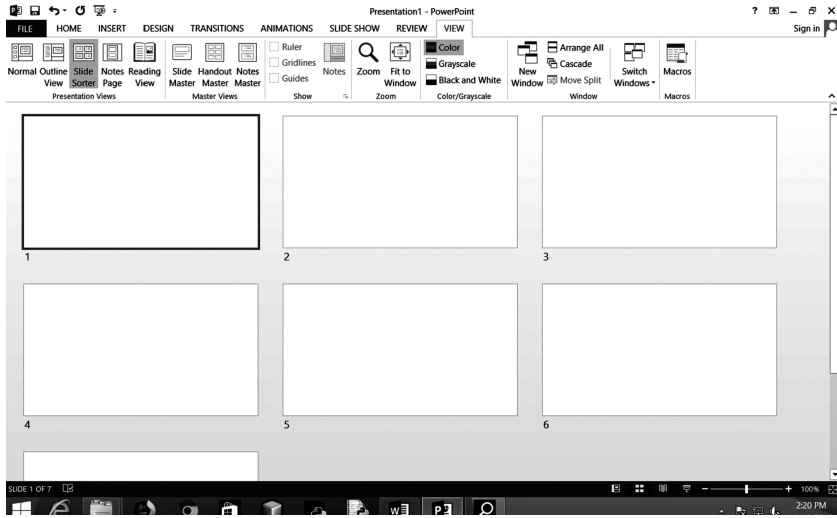 Presentation1 - PowerPoint
?
FILE HOME INSERT DESIGN TRANSITIONS ANIMATIONS SLIDE SHOW REVIEW VIEW Sign in
Normal Outline View Slide Sorter Notes Page Reading View
Presentation Views
Slide Master Handout Master Notes Master
Master Views
Ruler
Gridlines
Guides
Notes
Show
Zoom Fit to Window
Zoom
Color
Grayscale
Black and White
Color/Grayscale
New Window
Arrange All
Cascade
Move Split
Switch Windows
Window
Macros
Macros
1 2 3
4 5 6
SLIDE 1 OF 7
100%
2:20 PM